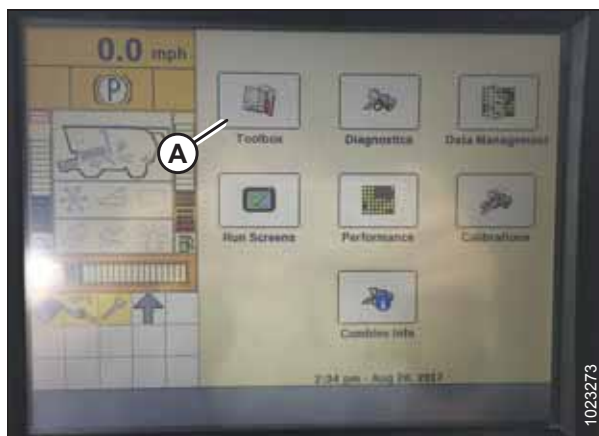 0.0 mph
(P)
A
Toolbox
Diagnostics
Data Management
Run Screens
Performance
Calibrations
Combine Info
2:34 pm - Aug 20, 2017
1023273